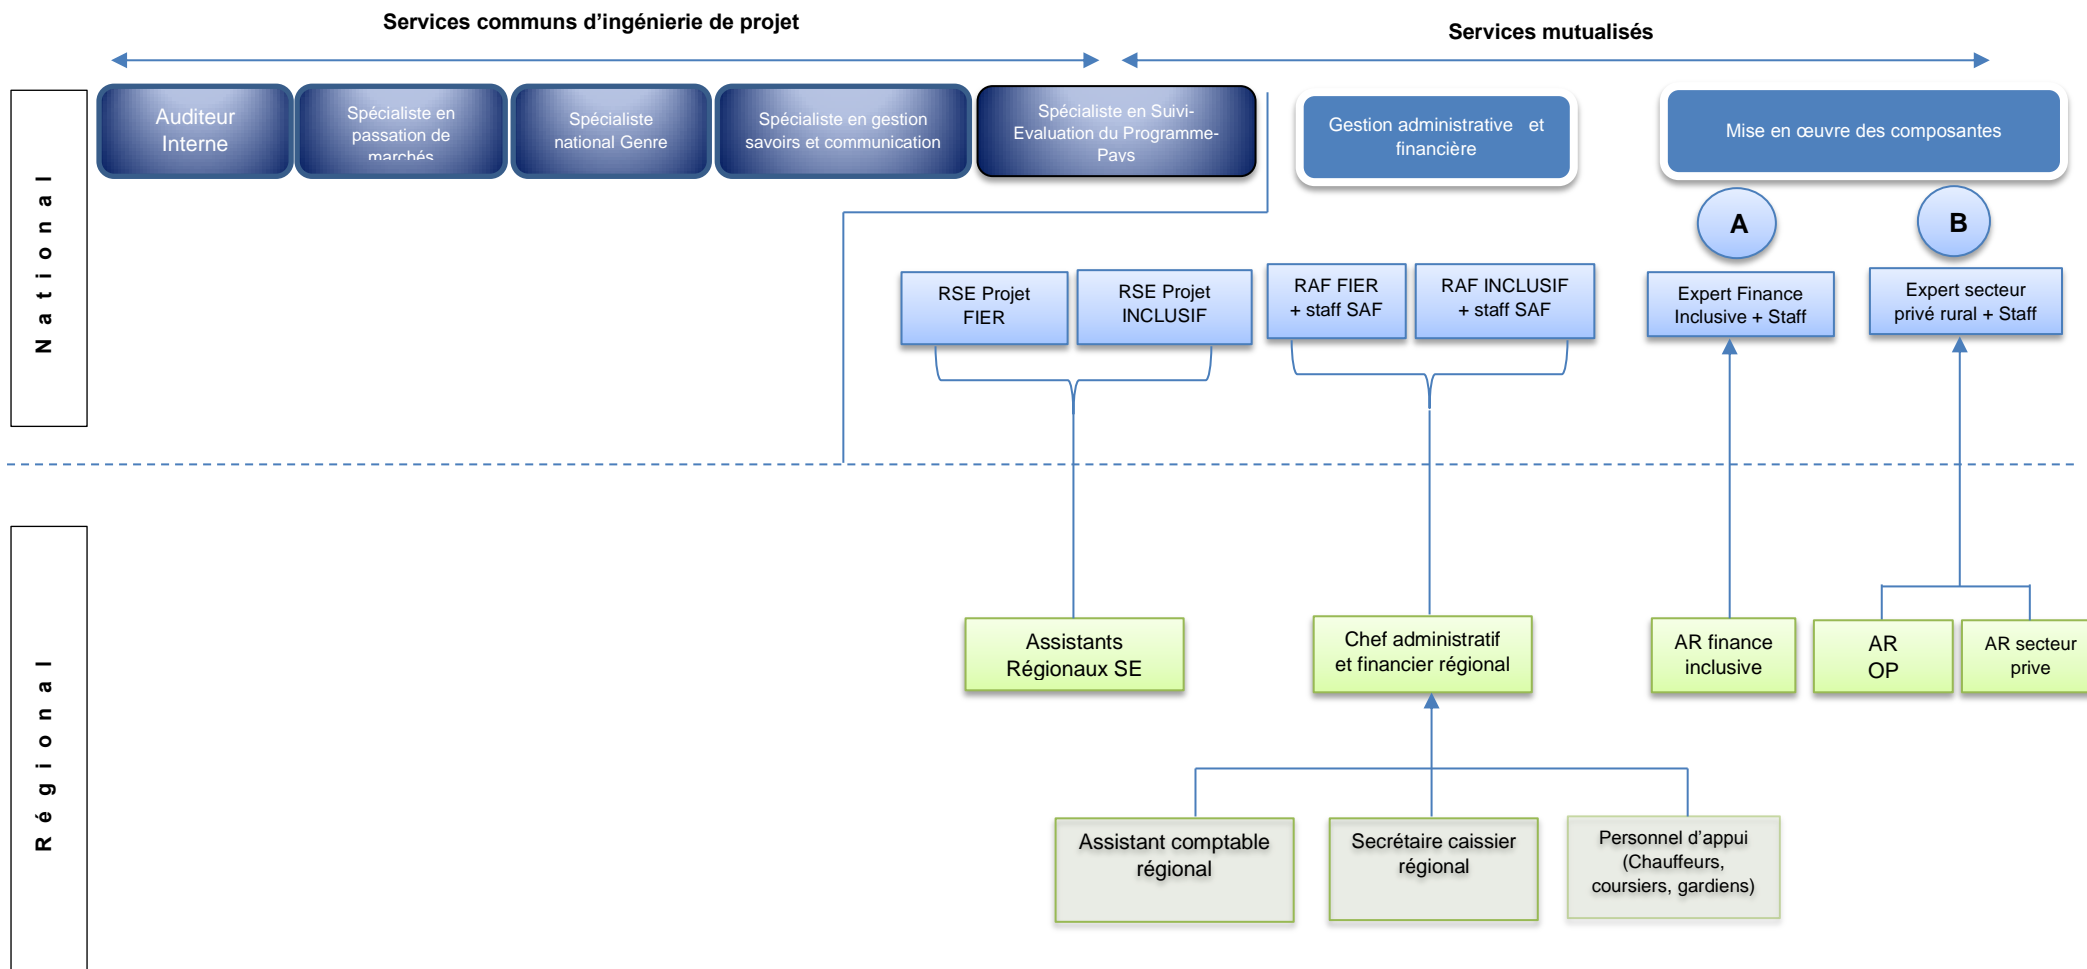 Services communs d’ingénierie de projet
Services mutualisés
National
Auditeur
Interne
Spécialiste en
passation de
marchés
Spécialiste
national Genre
Spécialiste en gestion
savoirs et communication
Spécialiste en Suivi-
Evaluation du Programme-
Pays
Gestion administrative et
financière
Mise en œuvre des composantes
A
B
RSE Projet
FIER
RSE Projet
INCLUSIF
RAF FIER
+ staff SAF
RAF INCLUSIF
+ staff SAF
Expert Finance
Inclusive + Staff
Expert secteur
privé rural + Staff
Régional
Assistants
Régionaux SE
Chef administratif
et financier régional
AR finance
inclusive
AR
OP
AR secteur
prive
Assistant comptable
régional
Secrétaire caissier
régional
Personnel d’appui
(Chauffeurs,
coursiers, gardiens)